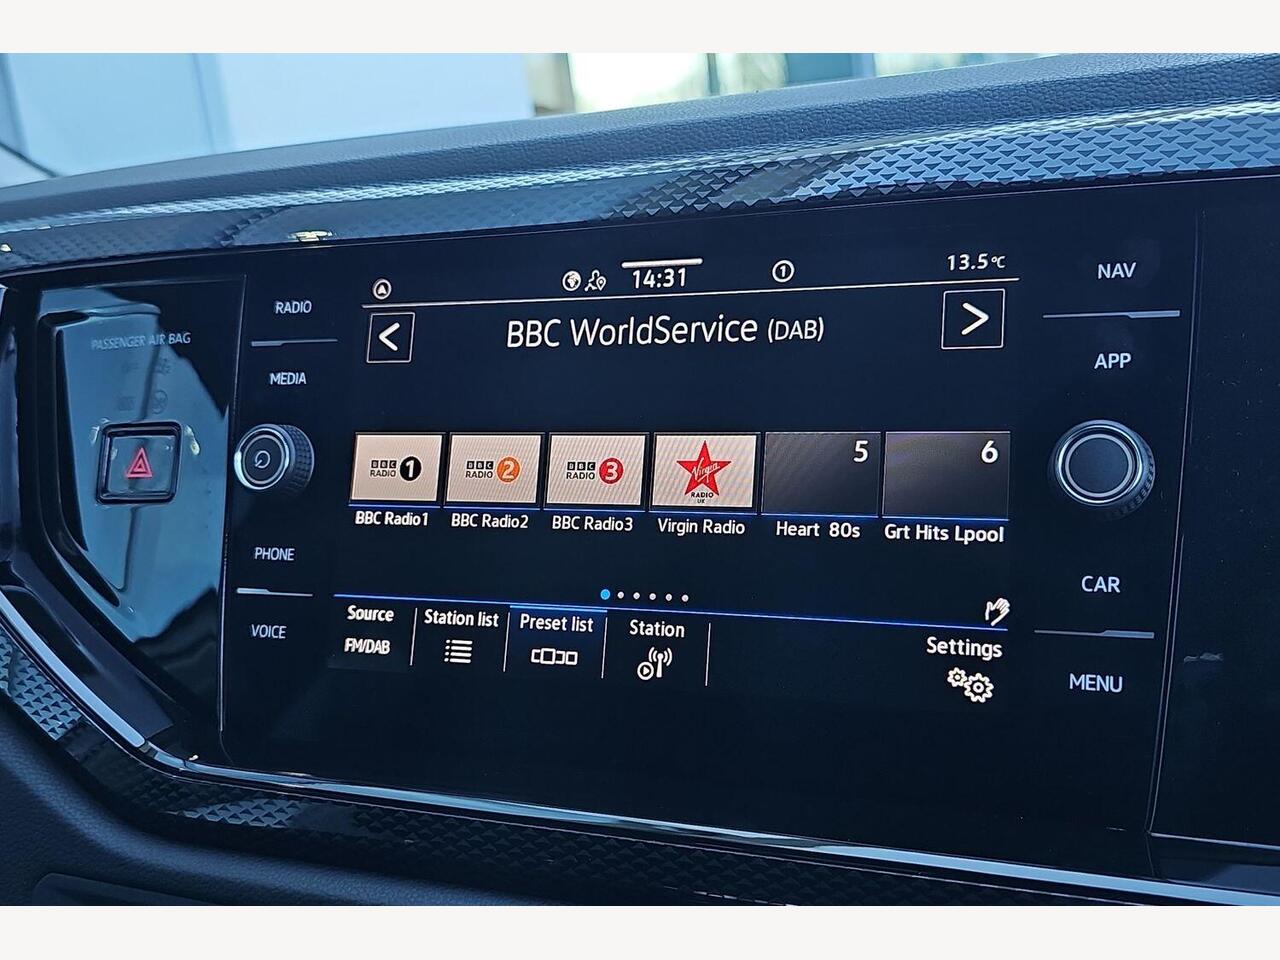 PASSENGER AIR BAG
RADIO
MEDIA
PHONE
VOICE
14:31
1
13.5°C
BBC WorldService (DAB)
BBC RADIO 1
BBC RADIO 2
BBC RADIO 3
Virgin RADIO UK
5
6
BBC Radio1
BBC Radio2
BBC Radio3
Virgin Radio
Heart 80s
Grt Hits Lpool
Source
FM/DAB
Station list
Preset list
Station
Settings
NAV
APP
CAR
MENU